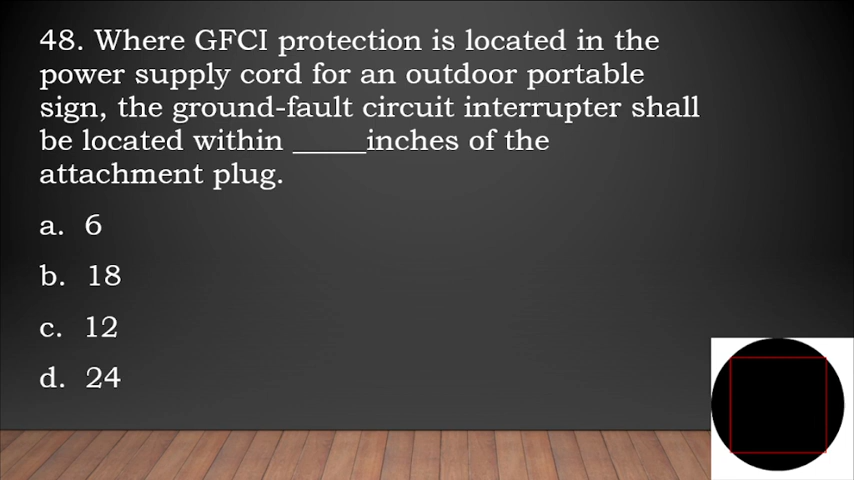 48. Where GFCI protection is located in the
power supply cord for an outdoor portable
sign, the ground-fault circuit interrupter shall
be located within _____inches of the
attachment plug.
a. 6
b. 18
c. 12
d. 24